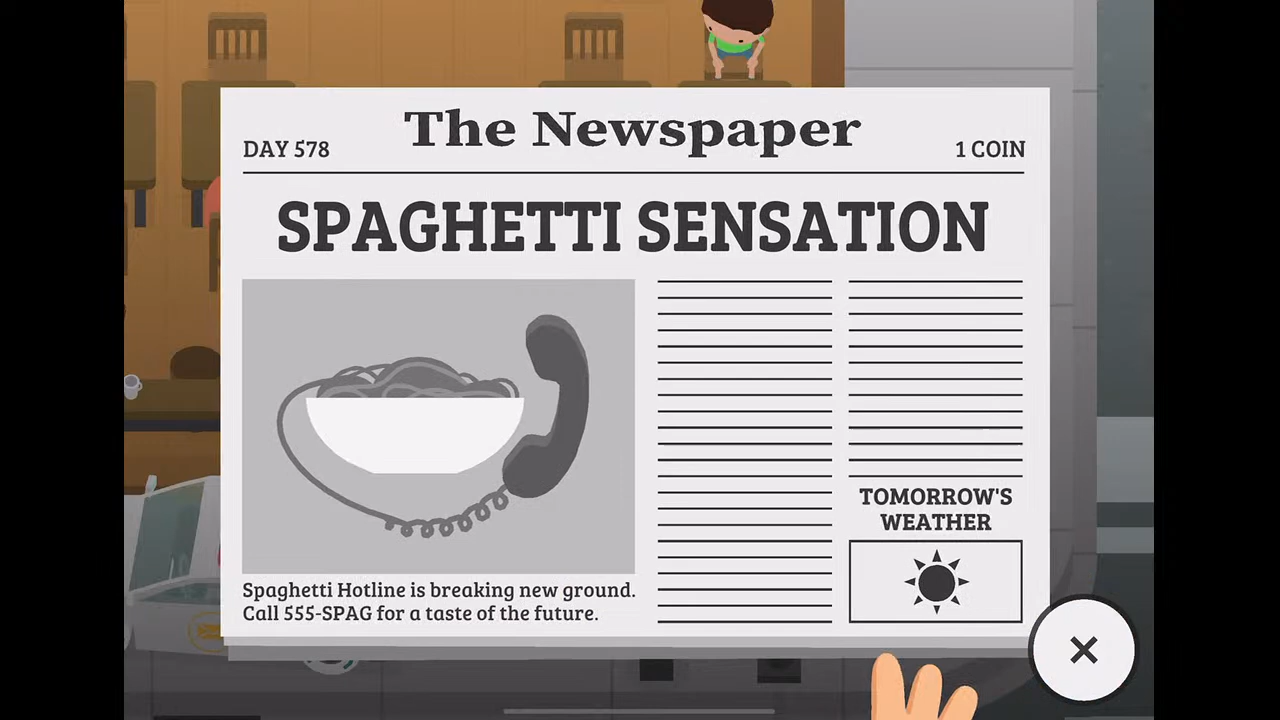 The Newspaper
DAY 578
1 COIN
SPAGHETTI SENSATION
Spaghetti Hotline is breaking new ground.
Call 555-SPAG for a taste of the future.
TOMORROW'S
WEATHER